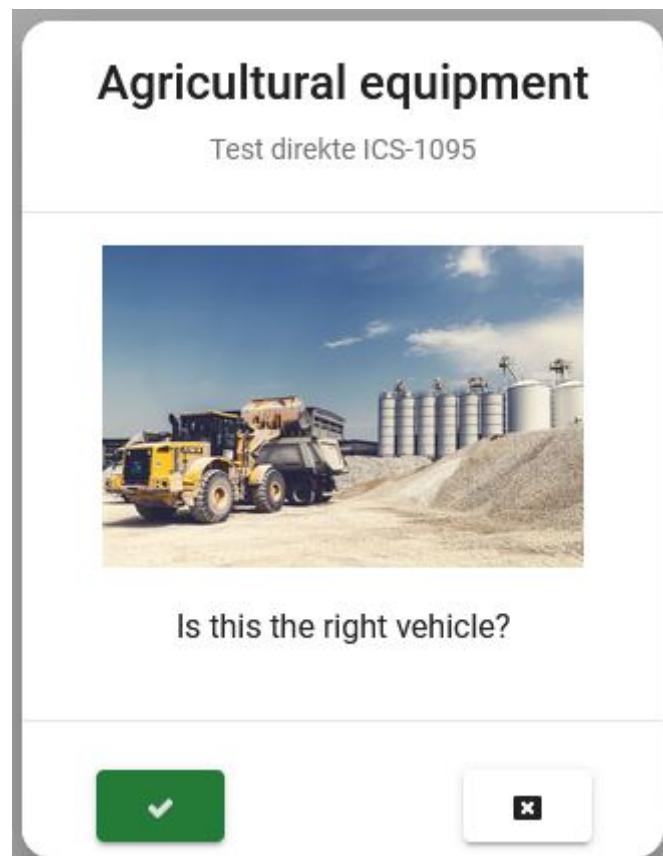 Agricultural equipment
Test direkte ICS-1095
Is this the right vehicle?